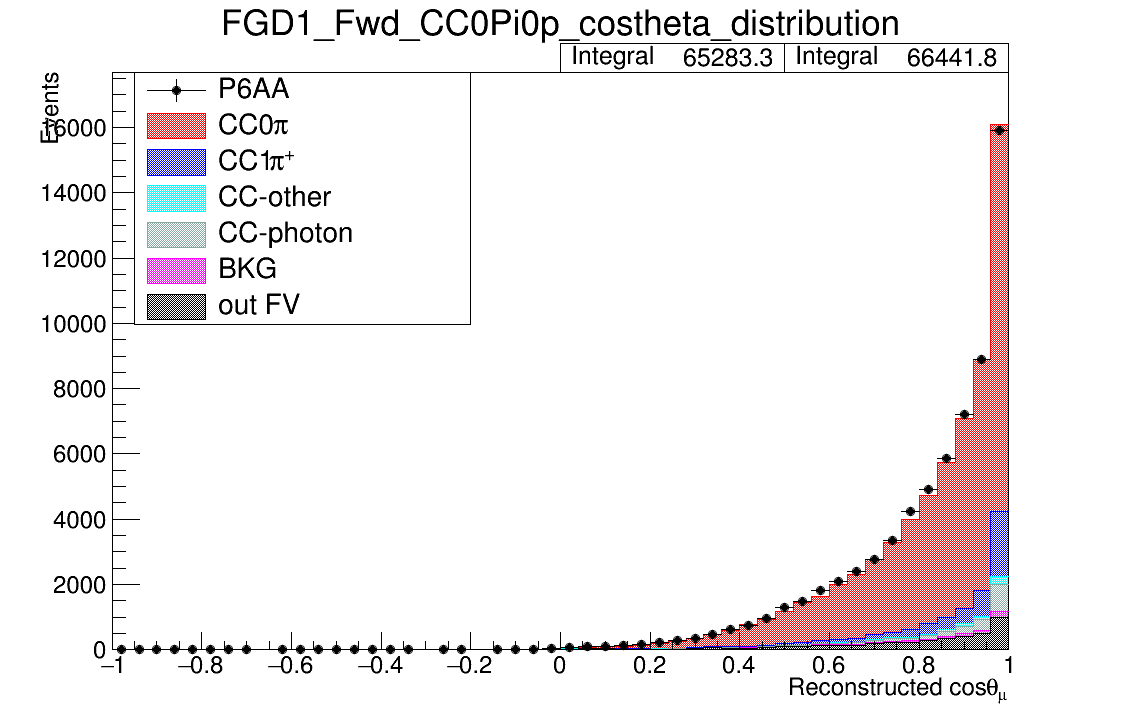 FGD1_Fwd_CC0Pi0p_costheta_distribution
Integral 65283.3 Integral 66441.8
Events
P6AA
CC0π
CC1π⁺
CC-other
CC-photon
BKG
out FV
16000
14000
12000
10000
8000
6000
4000
2000
0
−1 −0.8 −0.6 −0.4 −0.2 0 0.2 0.4 0.6 0.8 1
Reconstructed cosθμ